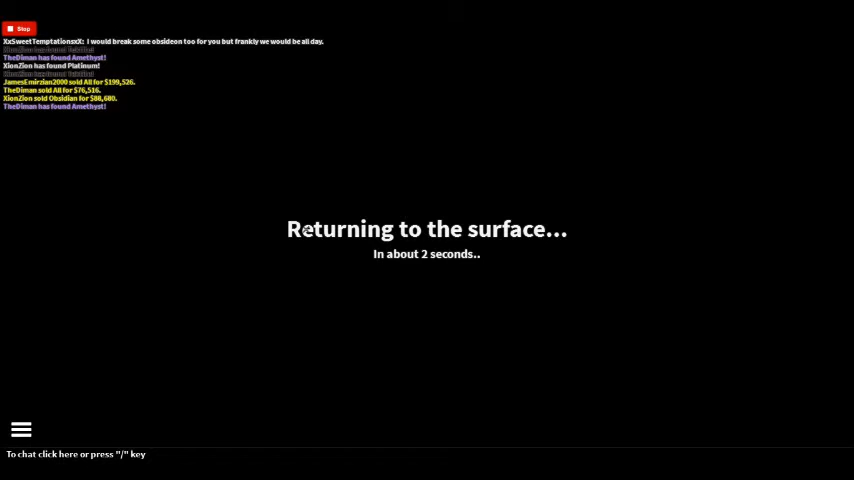 Stop
XxSweetTemptationsxX: I would break some obsideon too for you but frankly we would be all day.
TheDiman has found Amethyst!
XionZion has found Platinum!
JamesEmirzian2000 sold All for $199,526.
TheDiman sold All for $76,516.
XionZion sold Obsidian for $88,680.
TheDiman has found Amethyst!
Returning to the surface...
In about 2 seconds..
To chat click here or press "/" key